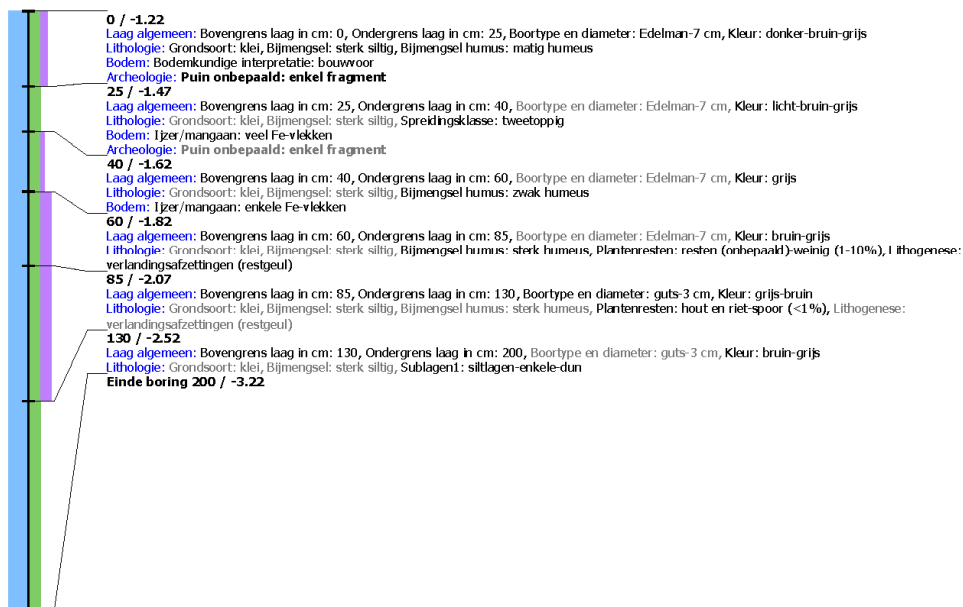 0 / -1.22
Laag algemeen: Bovengrens laag in cm: 0, Ondergrens laag in cm: 25, Boortype en diameter: Edelman-7 cm, Kleur: donker-bruin-grijs
Lithologie: Grondsoort: klei, Bijmengsel: sterk siltig, Bijmengsel humus: matig humeus
Bodem: Bodemkundige interpretatie: bouwvoor
Archeologie: Puin onbepaald: enkel fragment
25 / -1.47
Laag algemeen: Bovengrens laag in cm: 25, Ondergrens laag in cm: 40, Boortype en diameter: Edelman-7 cm, Kleur: licht-bruin-grijs
Lithologie: Grondsoort: klei, Bijmengsel: sterk siltig, Spreidingsklasse: tweetoppig
Bodem: Ijzer/mangaan: veel Fe-vlekken
Archeologie: Puin onbepaald: enkel fragment
40 / -1.62
Laag algemeen: Bovengrens laag in cm: 40, Ondergrens laag in cm: 60, Boortype en diameter: Edelman-7 cm, Kleur: grijs
Lithologie: Grondsoort: klei, Bijmengsel: sterk siltig, Bijmengsel humus: zwak humeus
Bodem: Ijzer/mangaan: enkele Fe-vlekken
60 / -1.82
Laag algemeen: Bovengrens laag in cm: 60, Ondergrens laag in cm: 85, Boortype en diameter: Edelman-7 cm, Kleur: bruin-grijs
Lithologie: Grondsoort: klei, Bijmengsel: sterk siltig, Bijmengsel humus: sterk humeus, Plantenresten: resten (onbepaald)-weinig (1-10%), Lithogenese:
verlandingsafzettingen (restgeul)
85 / -2.07
Laag algemeen: Bovengrens laag in cm: 85, Ondergrens laag in cm: 130, Boortype en diameter: guts-3 cm, Kleur: grijs-bruin
Lithologie: Grondsoort: klei, Bijmengsel: sterk siltig, Bijmengsel humus: sterk humeus, Plantenresten: hout en riet-spoor (<1%), Lithogenese:
verlandingsafzettingen (restgeul)
130 / -2.52
Laag algemeen: Bovengrens laag in cm: 130, Ondergrens laag in cm: 200, Boortype en diameter: guts-3 cm, Kleur: bruin-grijs
Lithologie: Grondsoort: klei, Bijmengsel: sterk siltig, Sublagen1: siltlagen-enkele-dun
Einde boring 200 / -3.22